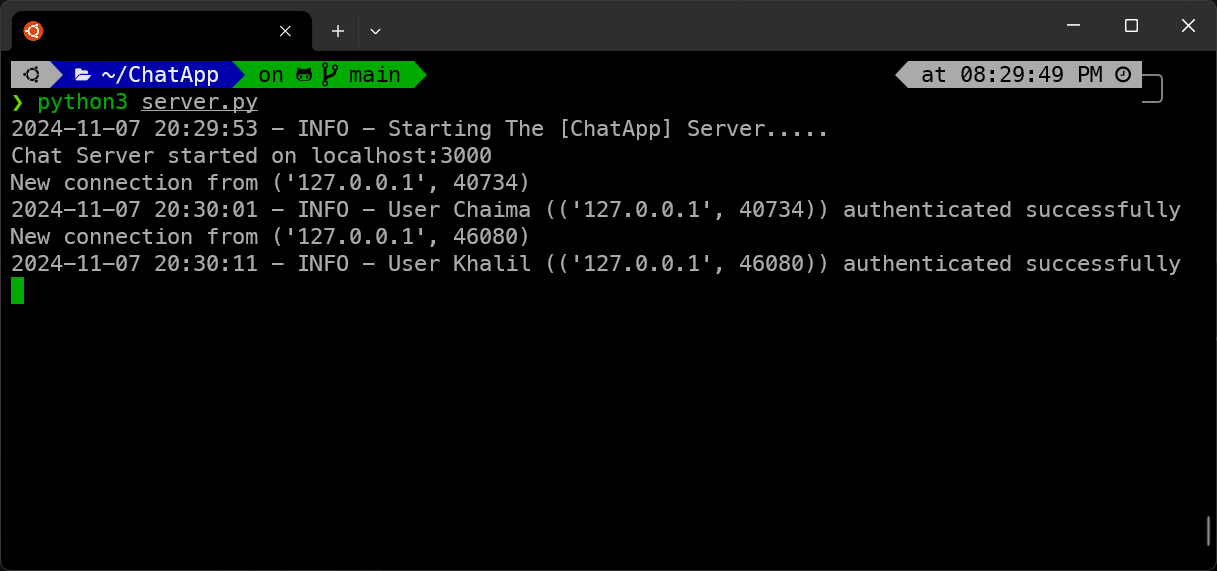 ~/ChatApp on main at 08:29:49 PM
❯ python3 server.py
2024-11-07 20:29:53 - INFO - Starting The [ChatApp] Server.....
Chat Server started on localhost:3000
New connection from ('127.0.0.1', 40734)
2024-11-07 20:30:01 - INFO - User Chaima (('127.0.0.1', 40734)) authenticated successfully
New connection from ('127.0.0.1', 46080)
2024-11-07 20:30:11 - INFO - User Khalil (('127.0.0.1', 46080)) authenticated successfully